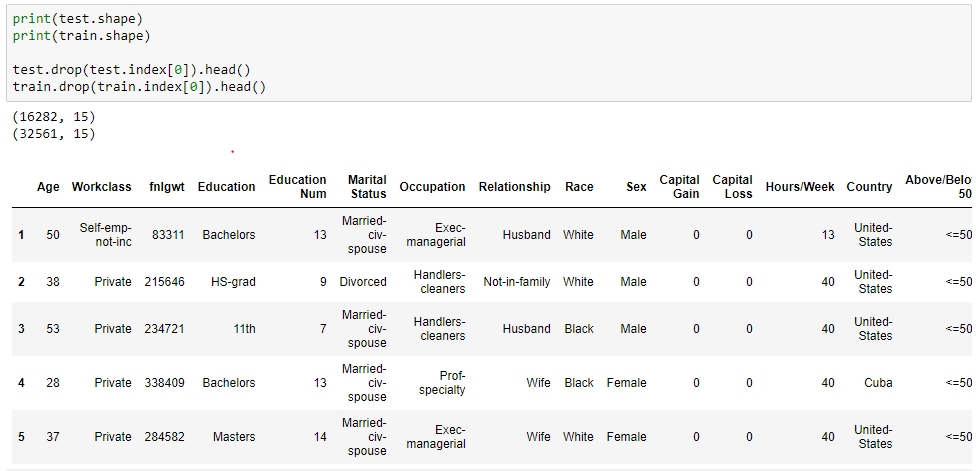 print(test.shape)
print(train.shape)
test.drop(test.index[0]).head()
train.drop(train.index[0]).head()
(16282, 15)
(32561, 15)
Age Workclass fnlgwt Education Education Num Marital Status Occupation Relationship Race Sex Capital Gain Capital Loss Hours/Week Country Above/Belo 50
1 50 Self-emp-not-inc 83311 Bachelors 13 Married-civ-spouse Exec-managerial Husband White Male 0 0 13 United-States <=50
2 38 Private 215646 HS-grad 9 Divorced Handlers-cleaners Not-in-family White Male 0 0 40 United-States <=50
3 53 Private 234721 11th 7 Married-civ-spouse Handlers-cleaners Husband Black Male 0 0 40 United-States <=50
4 28 Private 338409 Bachelors 13 Married-civ-spouse Prof-specialty Wife Black Female 0 0 40 Cuba <=50
5 37 Private 284582 Masters 14 Married-civ-spouse Exec-managerial Wife White Female 0 0 40 United-States <=50